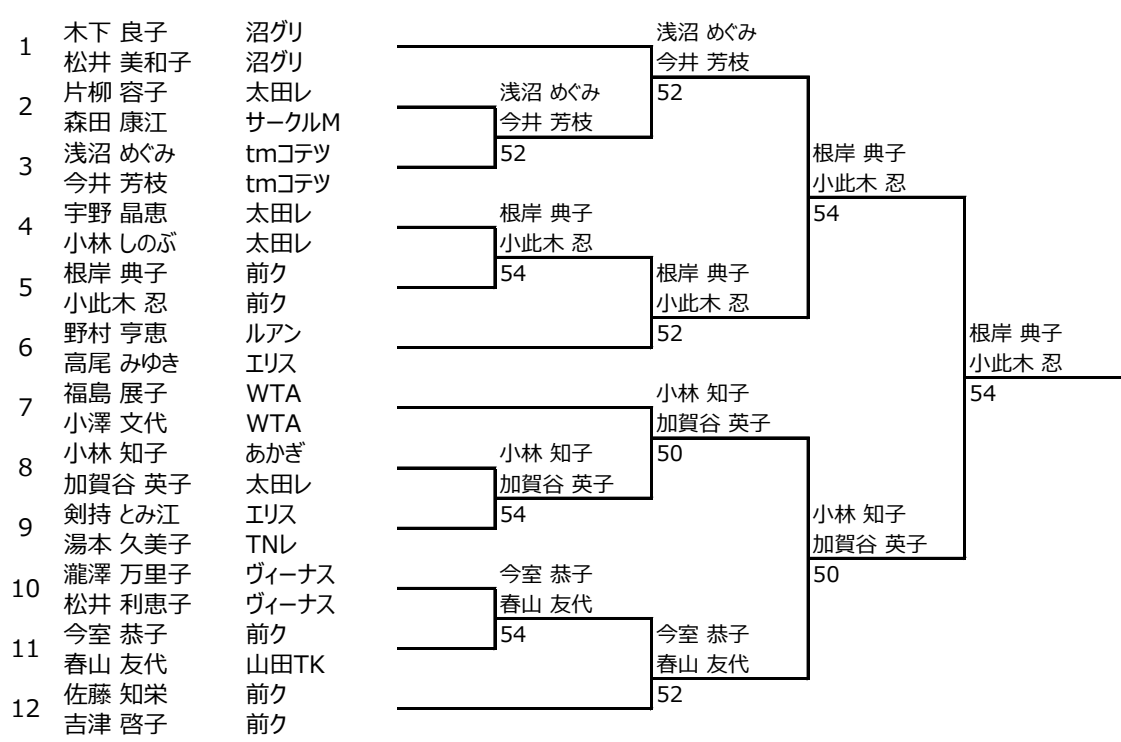 木下 良子 沼グリ 浅沼 めぐみ
1
松井 美和子 沼グリ 今井 芳枝
片柳 容子 太田レ 浅沼 めぐみ 52
2
森田 康江 サークルM 今井 芳枝
浅沼 めぐみ tmコテツ 52 根岸 典子
3
今井 芳枝 tmコテツ 小此木 忍
宇野 晶恵 太田レ 根岸 典子 54
4
小林 しのぶ 太田レ 小此木 忍
根岸 典子 前ク 54 根岸 典子
5
小此木 忍 前ク 小此木 忍
野村 亨恵 ルアン 52 根岸 典子
6
高尾 みゆき エリス 小此木 忍
福島 展子 WTA 小林 知子 54
7
小澤 文代 WTA 加賀谷 英子
小林 知子 あかぎ 小林 知子 50
8
加賀谷 英子 太田レ 加賀谷 英子
剣持 とみ江 エリス 54 小林 知子
9
湯本 久美子 TNレ 加賀谷 英子
瀧澤 万里子 ヴィーナス 今室 恭子 50
10
松井 利恵子 ヴィーナス 春山 友代
今室 恭子 前ク 54 今室 恭子
11
春山 友代 山田TK 春山 友代
佐藤 知栄 前ク 52
12
吉津 啓子 前ク